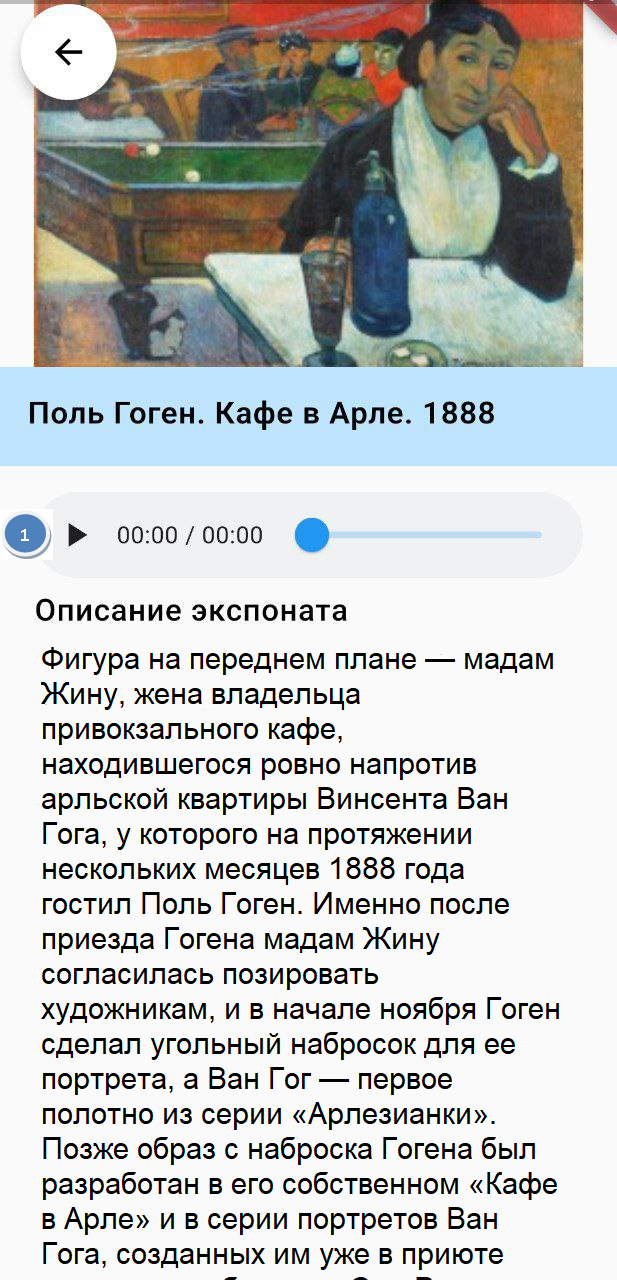 Поль Гоген. Кафе в Арле. 1888
1
00:00 / 00:00
Описание экспоната
Фигура на переднем плане — мадам
Жину, жена владельца
привокзального кафе,
находившегося ровно напротив
арльской квартиры Винсента Ван
Гога, у которого на протяжении
нескольких месяцев 1888 года
гостил Поль Гоген. Именно после
приезда Гогена мадам Жину
согласилась позировать
художникам, и в начале ноября Гоген
сделал угольный набросок для ее
портрета, а Ван Гог — первое
полотно из серии «Арлезианки».
Позже образ с наброска Гогена был
разработан в его собственном «Кафе
в Арле» и в серии портретов Ван
Гога, созданных им уже в приюте